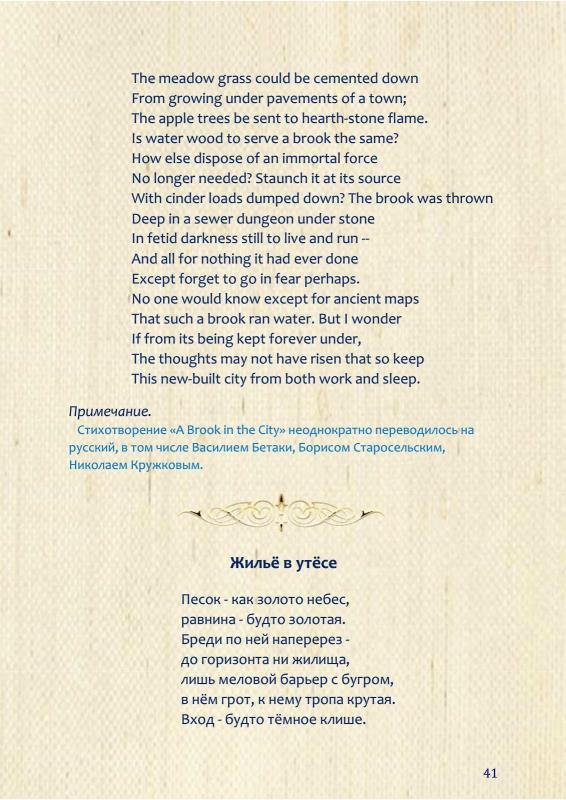 The meadow grass could be cemented down
From growing under pavements of a town;
The apple trees be sent to hearth-stone flame.
Is water wood to serve a brook the same?
How else dispose of an immortal force
No longer needed? Staunch it at its source
With cinder loads dumped down? The brook was thrown
Deep in a sewer dungeon under stone
In fetid darkness still to live and run --
And all for nothing it had ever done
Except forget to go in fear perhaps.
No one would know except for ancient maps
That such a brook ran water. But I wonder
If from its being kept forever under,
The thoughts may not have risen that so keep
This new-built city from both work and sleep.
Примечание.
Стихотворение «A Brook in the City» неоднократно переводилось на
русский, в том числе Василием Бетаки, Борисом Старосельским,
Николаем Кружковым.
Жильё в утёсе
Песок - как золото небес,
равнина - будто золотая.
Бреди по ней наперерез -
до горизонта ни жилища,
лишь меловой барьер с бугром,
в нём грот, к нему тропа крутая.
Вход - будто тёмное клише.
41